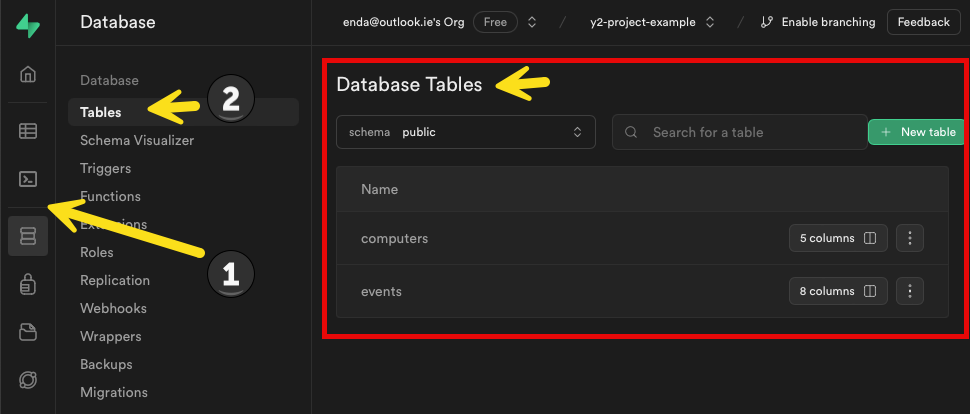 Database
enda@outlook.ie's Org Free / y2-project-example / Enable branching Feedback
Database
Tables
Schema Visualizer
Triggers
Functions
Extensions
Roles
Replication
Webhooks
Wrappers
Backups
Migrations
2
1
Database Tables
schema public
Search for a table
+ New table
Name
computers 5 columns
events 8 columns